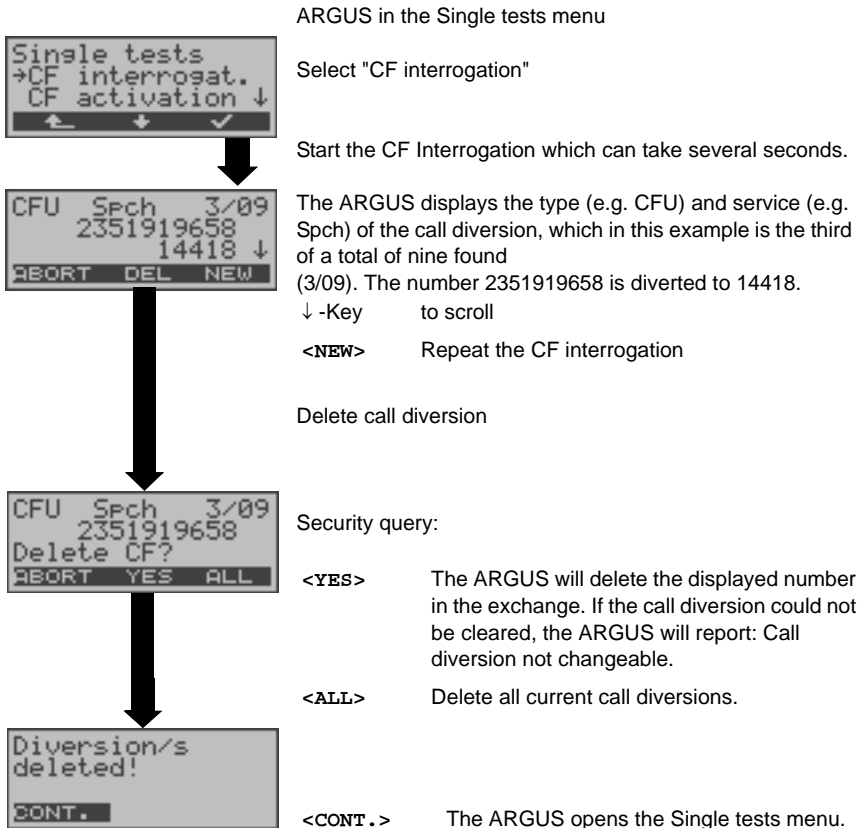 ARGUS in the Single tests menu
Single tests
→CF interrogat.
CF activation ↓
Select "CF interrogation"
Start the CF Interrogation which can take several seconds.
CFU Spch 3/09
2351919658
14418 ↓
ABORT DEL NEW
The ARGUS displays the type (e.g. CFU) and service (e.g.
Spch) of the call diversion, which in this example is the third
of a total of nine found
(3/09). The number 2351919658 is diverted to 14418.
↓ -Key to scroll
<NEW> Repeat the CF interrogation
Delete call diversion
CFU Spch 3/09
2351919658
Delete CF?
ABORT YES ALL
Security query:
<YES> The ARGUS will delete the displayed number
in the exchange. If the call diversion could not
be cleared, the ARGUS will report: Call
diversion not changeable.
<ALL> Delete all current call diversions.
Diversion/s
deleted!
CONT.
<CONT.> The ARGUS opens the Single tests menu.